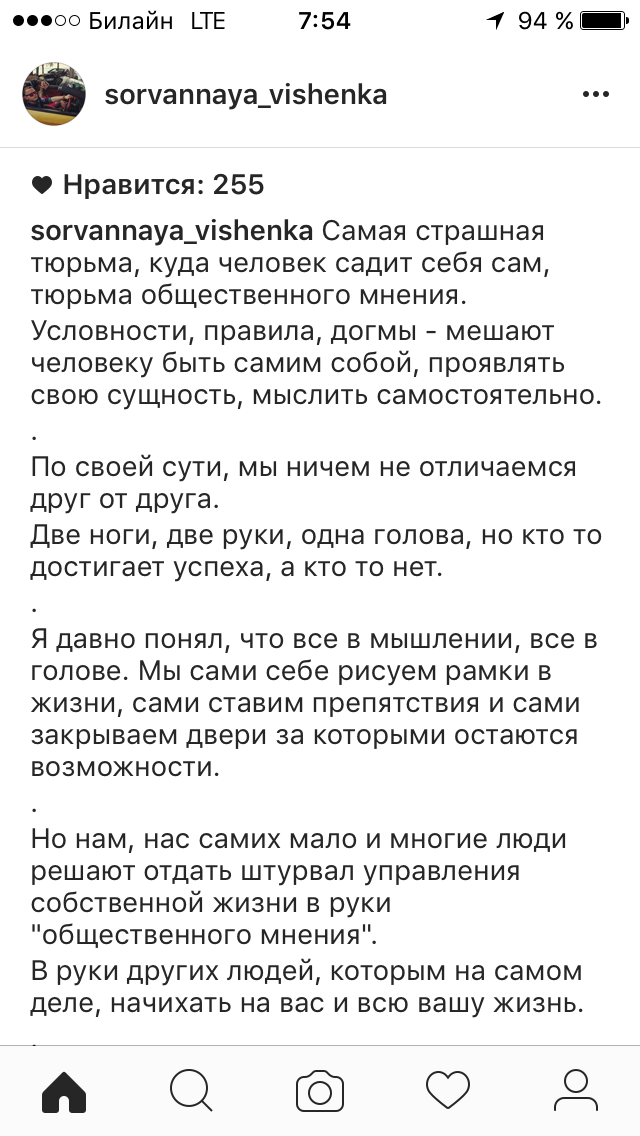 Билайн LTE 7:54 94 %
sorvannaya_vishenka
Нравится: 255
sorvannaya_vishenka Самая страшная
тюрьма, куда человек садит себя сам,
тюрьма общественного мнения.
Условности, правила, догмы - мешают
человеку быть самим собой, проявлять
свою сущность, мыслить самостоятельно.
.
По своей сути, мы ничем не отличаемся
друг от друга.
Две ноги, две руки, одна голова, но кто то
достигает успеха, а кто то нет.
.
Я давно понял, что все в мышлении, все в
голове. Мы сами себе рисуем рамки в
жизни, сами ставим препятствия и сами
закрываем двери за которыми остаются
возможности.
.
Но нам, нас самих мало и многие люди
решают отдать штурвал управления
собственной жизни в руки
"общественного мнения".
В руки других людей, которым на самом
деле, начихать на вас и всю вашу жизнь.
.